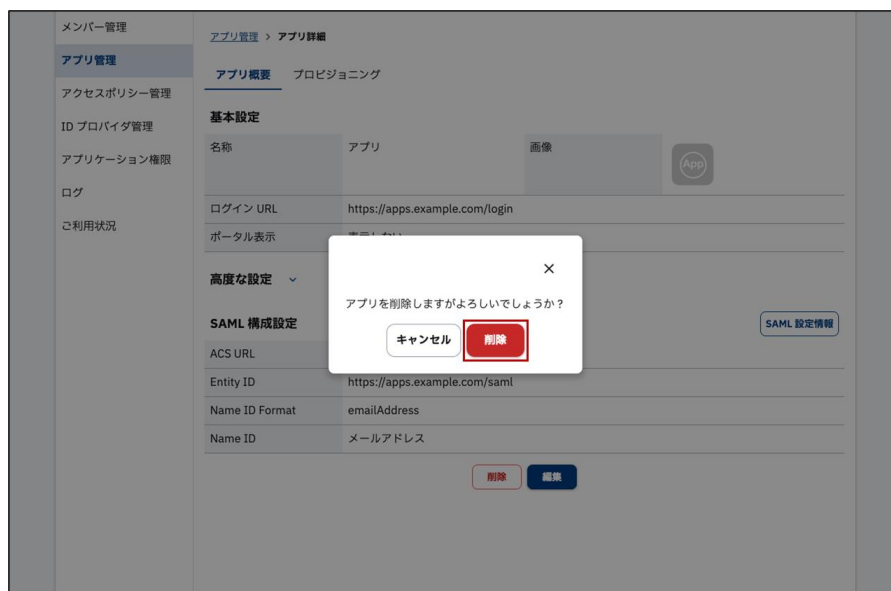 メンバー管理
アプリ管理
アクセスポリシー管理
ID プロバイダ管理
アプリケーション権限
ログ
ご利用状況
アプリ管理 > アプリ詳細
アプリ概要 プロビジョニング
基本設定
名称 アプリ 画像 App
ログイン URL https://apps.example.com/login
ポータル表示 表示しない
高度な設定
アプリを削除しますがよろしいでしょうか？
キャンセル 削除
SAML 構成設定 SAML 設定情報
ACS URL
Entity ID https://apps.example.com/saml
Name ID Format emailAddress
Name ID メールアドレス
削除 編集